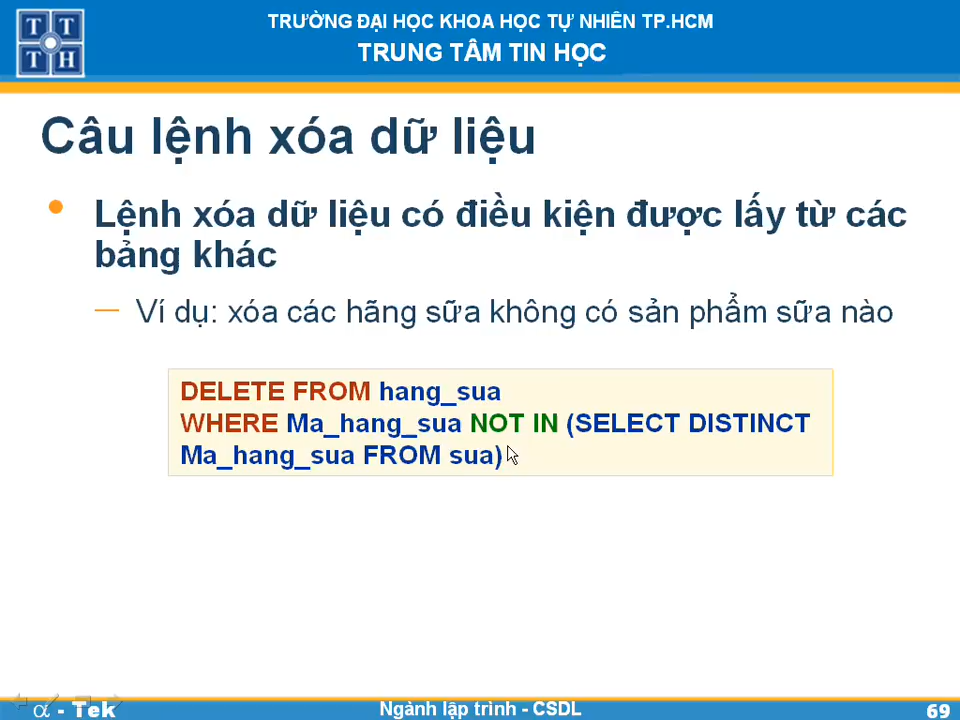 TRƯỜNG ĐẠI HỌC KHOA HỌC TỰ NHIÊN TP.HCM
TRUNG TÂM TIN HỌC
T T
T H
Câu lệnh xóa dữ liệu
• Lệnh xóa dữ liệu có điều kiện được lấy từ các
bảng khác
— Ví dụ: xóa các hãng sữa không có sản phẩm sữa nào
DELETE FROM hang_sua
WHERE Ma_hang_sua NOT IN (SELECT DISTINCT
Ma_hang_sua FROM sua)
α - Tek
Ngành lập trình - CSDL
69